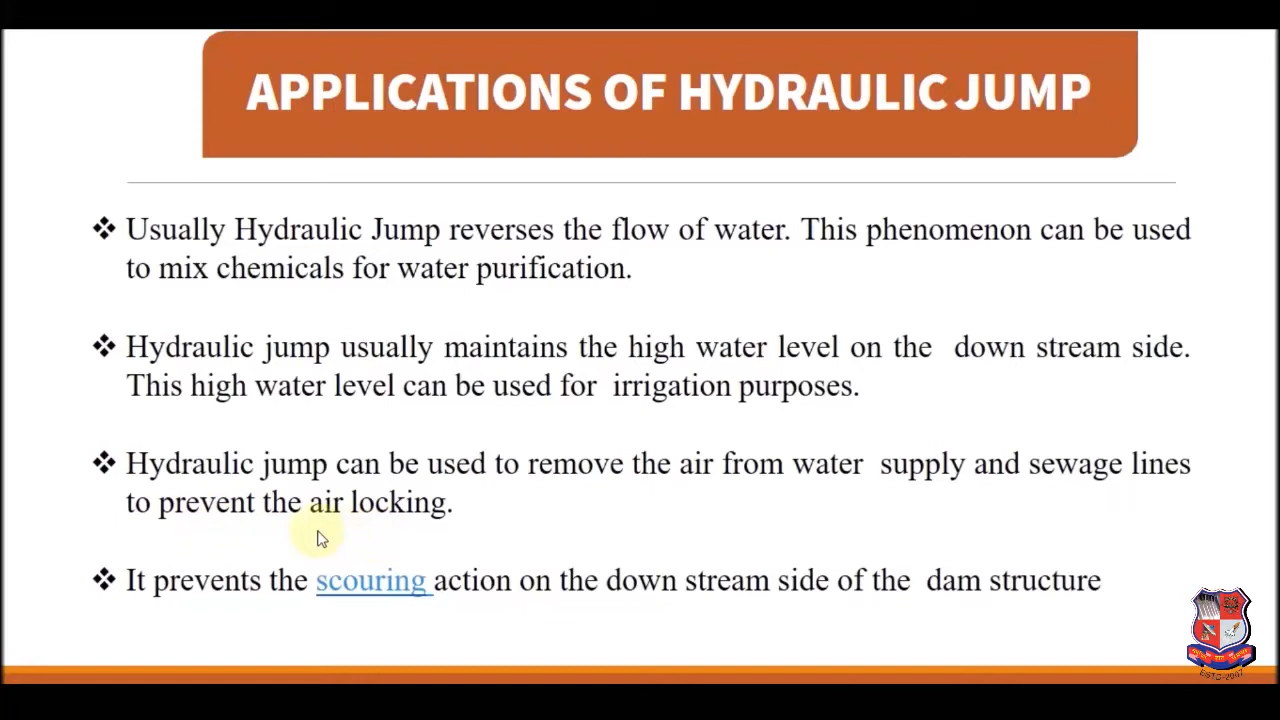 APPLICATIONS OF HYDRAULIC JUMP
❖ Usually Hydraulic Jump reverses the flow of water. This phenomenon can be used
to mix chemicals for water purification.
❖ Hydraulic jump usually maintains the high water level on the down stream side.
This high water level can be used for irrigation purposes.
❖ Hydraulic jump can be used to remove the air from water supply and sewage lines
to prevent the air locking.
❖ It prevents the scouring action on the down stream side of the dam structure
ESTD-2007